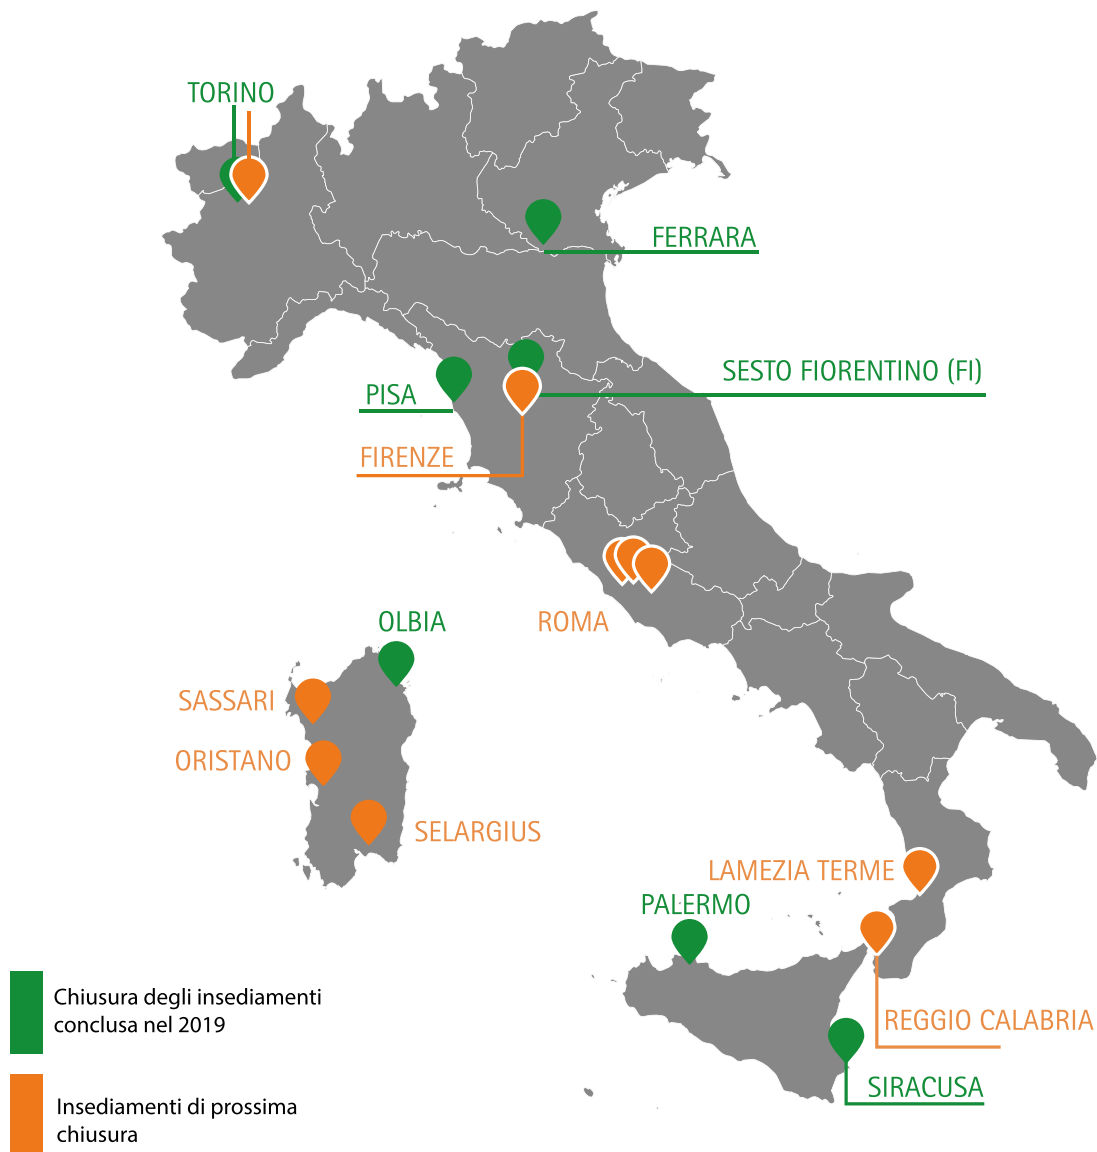 TORINO
FERRARA
SESTO FIORENTINO (FI)
PISA
FIRENZE
ROMA
OLBIA
SASSARI
ORISTANO
SELARGIUS
LAMEZIA TERME
PALERMO
REGGIO CALABRIA
SIRACUSA
Chiusura degli insediamenti
conclusa nel 2019
Insediamenti di prossima
chiusura